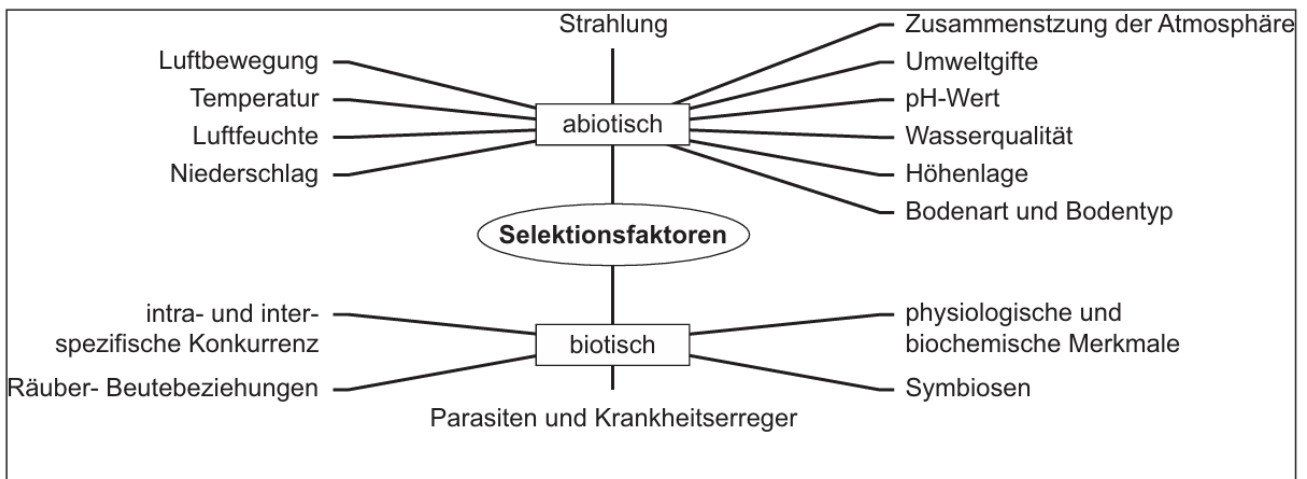 Strahlung
Zusammenstzung der Atmosphäre
Luftbewegung
Umweltgifte
Temperatur
pH-Wert
abiotisch
Luftfeuchte
Wasserqualität
Niederschlag
Höhenlage
Bodenart und Bodentyp
Selektionsfaktoren
intra- und inter-
spezifische Konkurrenz
physiologische und
biochemische Merkmale
biotisch
Räuber- Beutebeziehungen
Symbiosen
Parasiten und Krankheitserreger